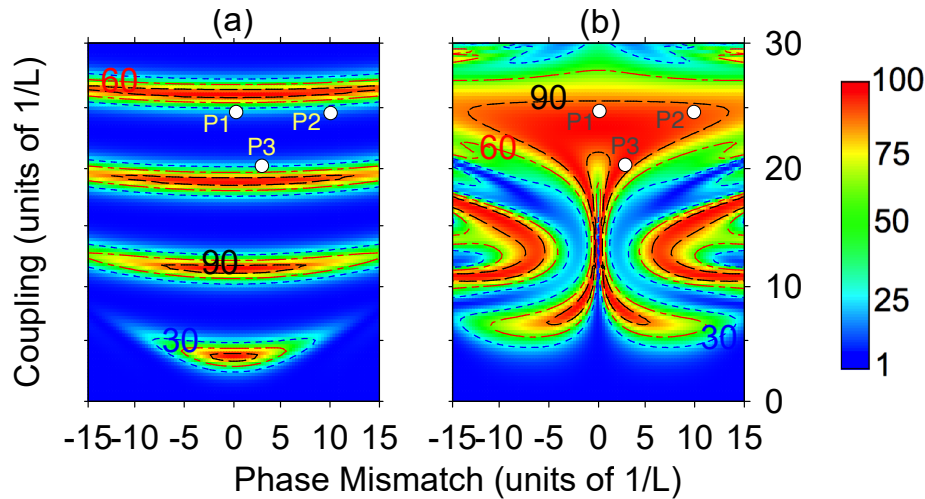 (a) (b)
Coupling (units of 1/L)
60
P1 P2
P3
90
30
-15 -10 -5 0 5 10 15
90
P1 P2
60 P3
30
-15 -10 -5 0 5 10 15
30
20
10
0
100
75
50
25
1
Phase Mismatch (units of 1/L)